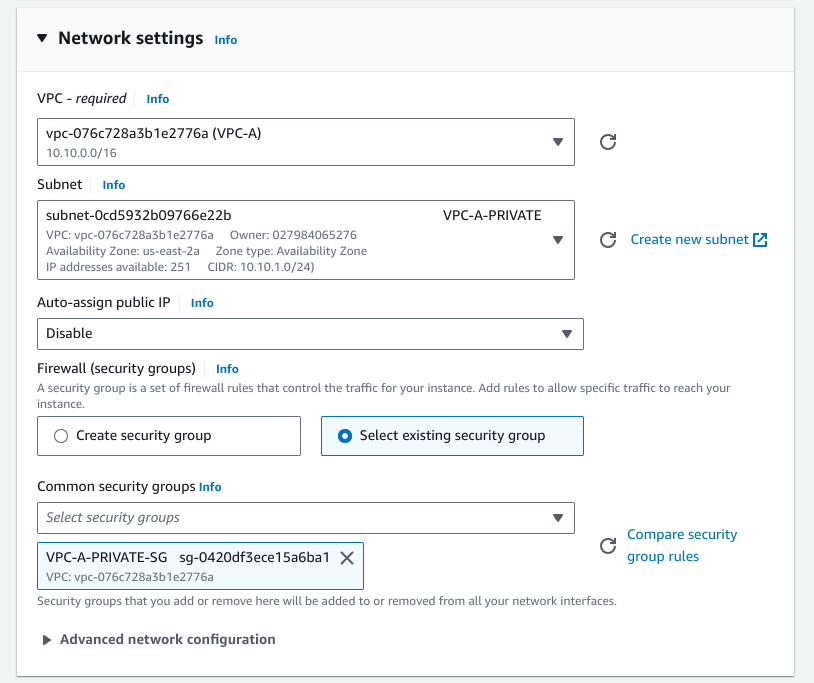 Network settings Info
VPC - required Info
vpc-076c728a3b1e2776a (VPC-A)
10.10.0.0/16
Subnet Info
subnet-0cd5932b09766e22b VPC-A-PRIVATE
VPC: vpc-076c728a3b1e2776a Owner: 027984065276
Availability Zone: us-east-2a Zone type: Availability Zone
IP addresses available: 251 CIDR: 10.10.1.0/24)
Create new subnet
Auto-assign public IP Info
Disable
Firewall (security groups) Info
A security group is a set of firewall rules that control the traffic for your instance. Add rules to allow specific traffic to reach your
instance.
Create security group
Select existing security group
Common security groups Info
Select security groups
VPC-A-PRIVATE-SG sg-0420df3ece15a6ba1
VPC: vpc-076c728a3b1e2776a
Compare security
group rules
Security groups that you add or remove here will be added to or removed from all your network interfaces.
Advanced network configuration